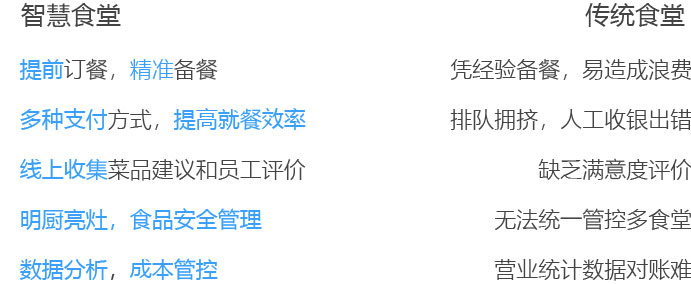 智慧食堂 传统食堂
提前订餐，精准备餐 凭经验备餐，易造成浪费
多种支付方式，提高就餐效率 排队拥挤，人工收银出错
线上收集菜品建议和员工评价 缺乏满意度评价
明厨亮灶，食品安全管理 无法统一管控多食堂
数据分析，成本管控 营业统计数据对账难